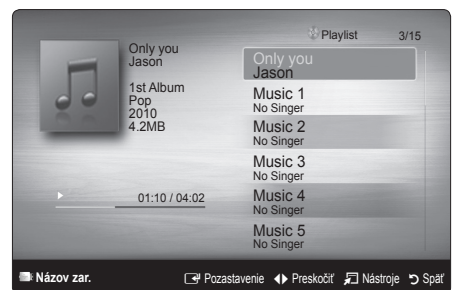 Playlist 3/15
Only you
Jason
1st Album
Pop
2010
4.2MB
01:10 / 04:02
Only you
Jason
Music 1
No Singer
Music 2
No Singer
Music 3
No Singer
Music 4
No Singer
Music 5
No Singer
Názov zar. Pozastavenie Preskočiť Nástroje Späť